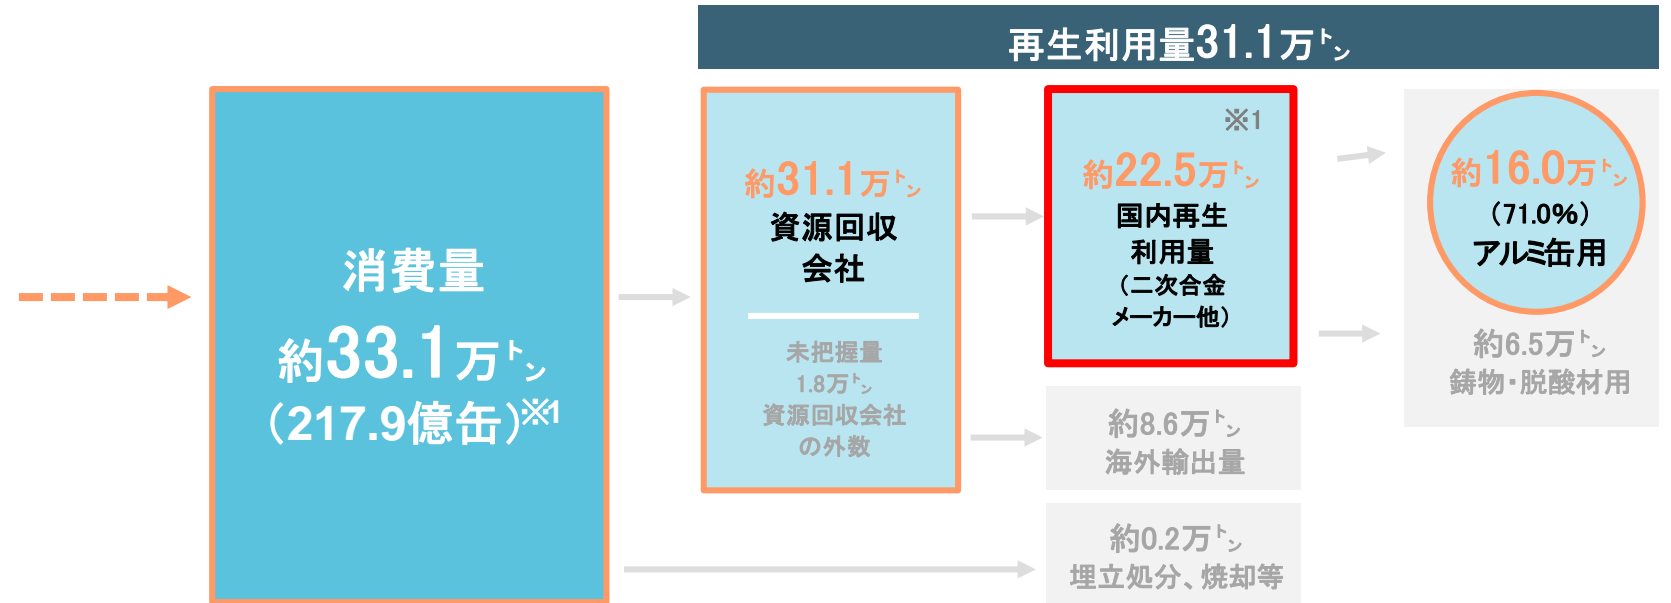 再生利用量31.1万㌧
消費量
約33.1万㌧
（217.9億缶）※1
約31.1万㌧
資源回収
会社
未把握量
1.8万㌧
資源回収会社
の外数
※1
約22.5万㌧
国内再生
利用量
（二次合金
メーカー他）
約8.6万㌧
海外輸出量
約0.2万㌧
埋立処分、焼却等
約16.0万㌧
（71.0%）
アルミ缶用
約6.5万㌧
鋳物・脱酸材用